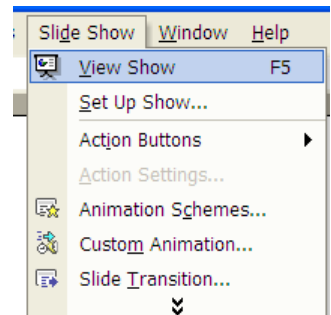 Slide Show Window Help
View Show F5
Set Up Show...
Action Buttons
Action Settings...
Animation Schemes...
Custom Animation...
Slide Transition...